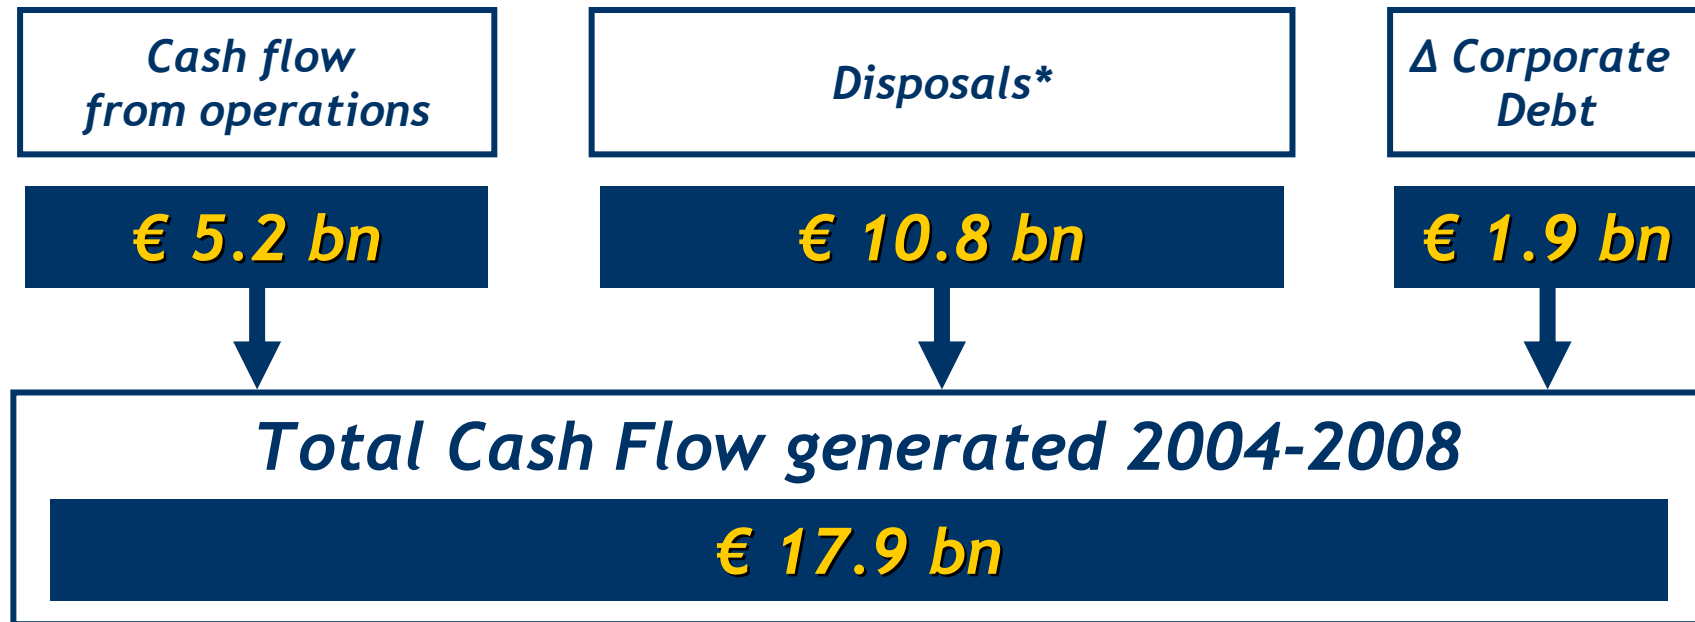 Cash flow
from operations
Disposals*
Δ Corporate
Debt
€ 5.2 bn
€ 10.8 bn
€ 1.9 bn
Total Cash Flow generated 2004-2008
€ 17.9 bn